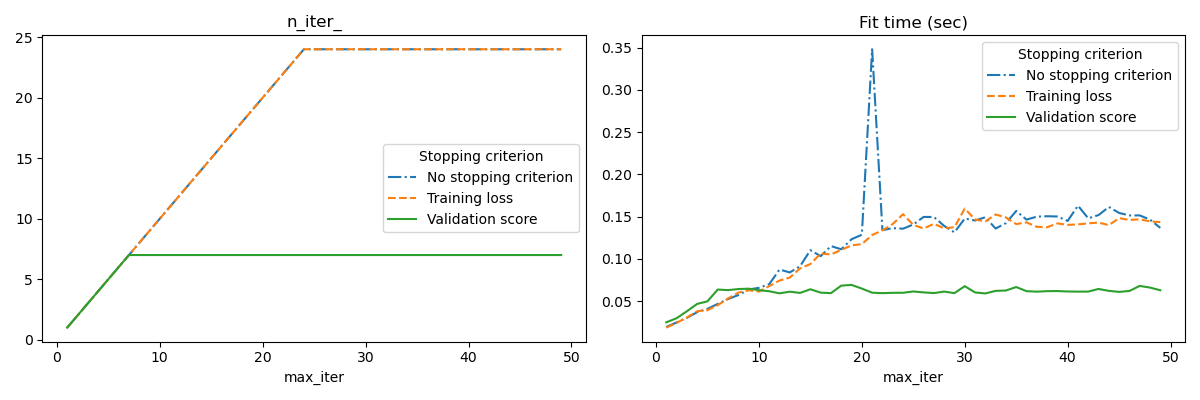 n_iter_
25
20
15
10
5
0
Stopping criterion
No stopping criterion
Training loss
Validation score
0 10 20 30 40 50
max_iter
Fit time (sec)
0.35
0.30
0.25
0.20
0.15
0.10
0.05
Stopping criterion
No stopping criterion
Training loss
Validation score
0 10 20 30 40 50
max_iter